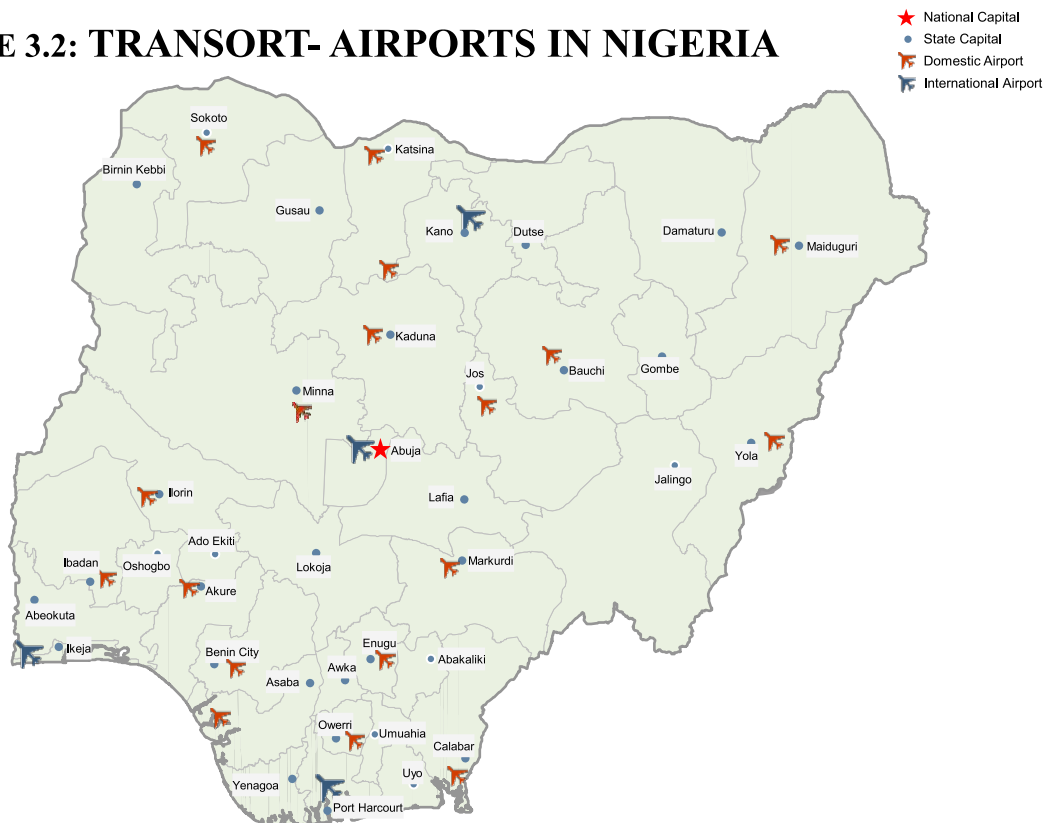 E 3.2: TRANSORT- AIRPORTS IN NIGERIA
National Capital
State Capital
Domestic Airport
International Airport
Sokoto
Katsina
Birnin Kebbi
Gusau
Kano
Dutse
Damaturu
Maiduguri
Kaduna
Jos
Bauchi
Gombe
Minna
Abuja
Yola
Jalingo
Ilorin
Lafia
Ado Ekiti
Ibadan
Oshogbo
Lokoja
Markurdi
Akure
Abeokuta
Ikeja
Benin City
Enugu
Awka
Abakaliki
Asaba
Owerri
Umuahia
Calabar
Uyo
Yenagoa
Port Harcourt